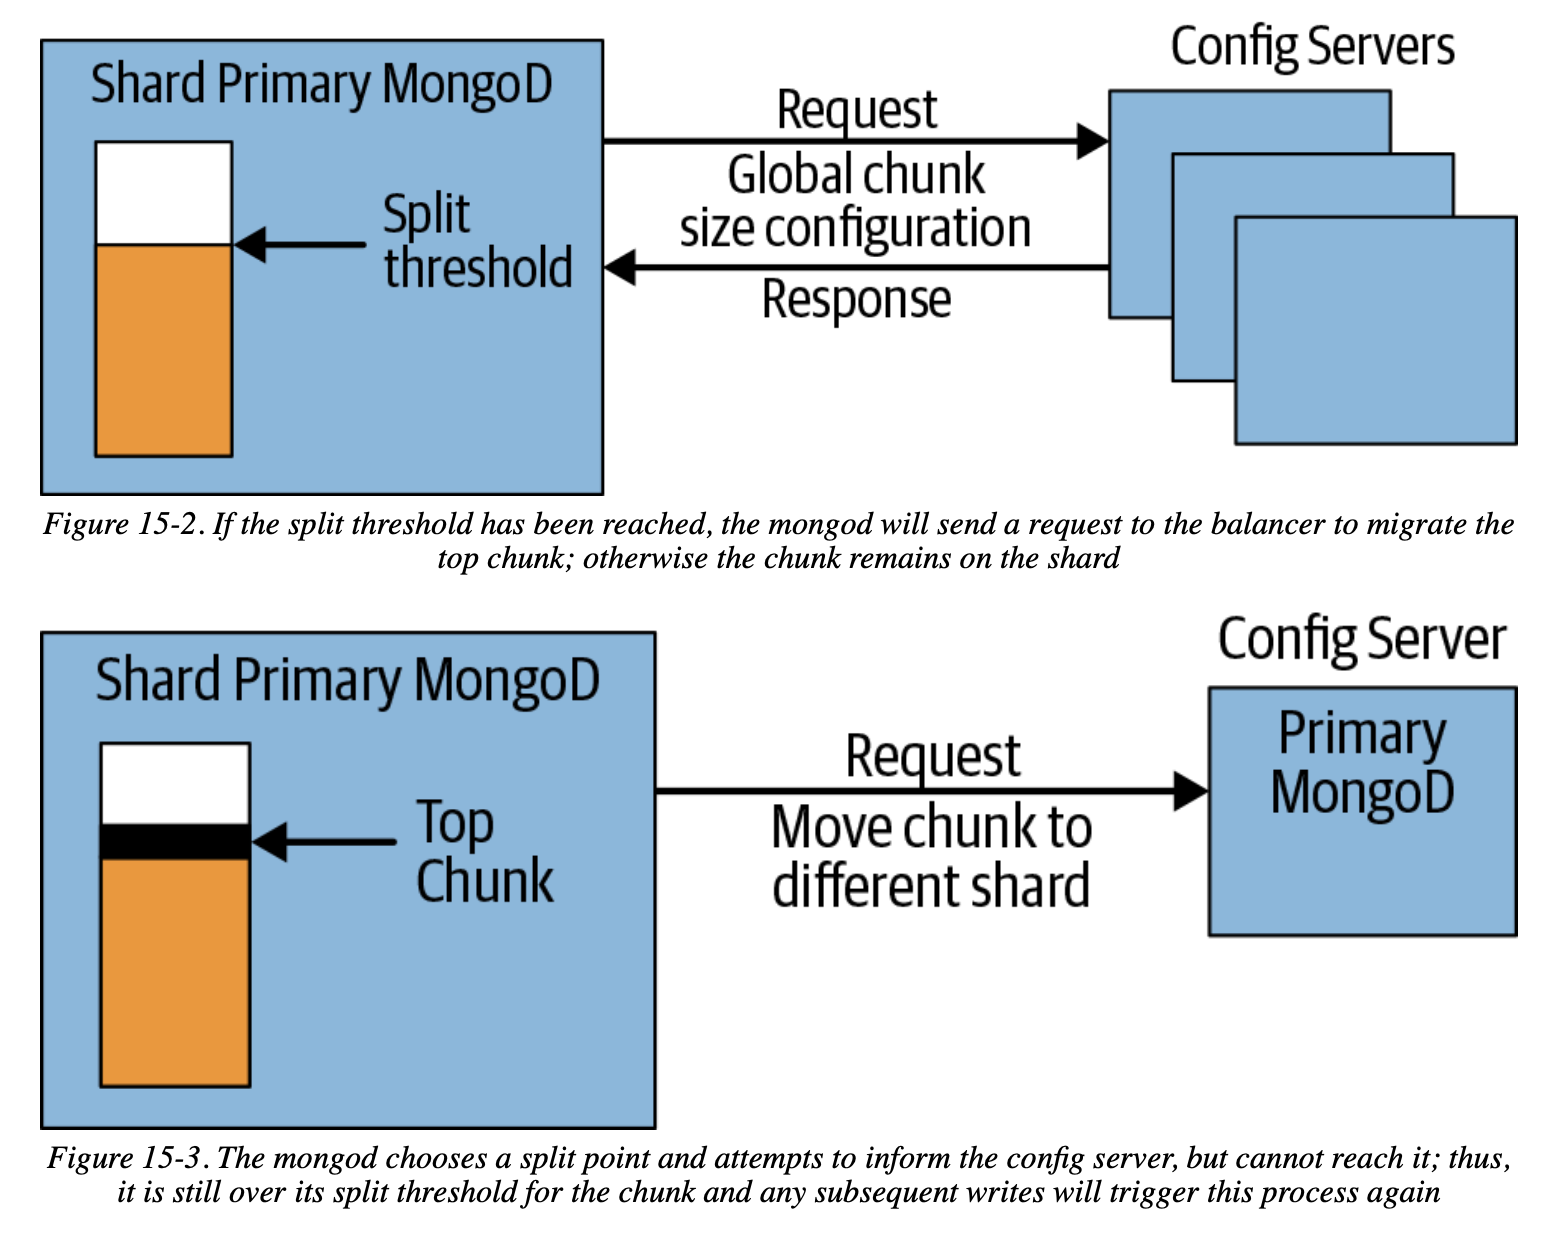 Shard Primary MongoD
Split
threshold
Request
Global chunk
size configuration
Response
Config Servers
Figure 15-2. If the split threshold has been reached, the mongod will send a request to the balancer to migrate the
top chunk; otherwise the chunk remains on the shard
Shard Primary MongoD
Top
Chunk
Request
Move chunk to
different shard
Config Server
Primary
MongoD
Figure 15-3. The mongod chooses a split point and attempts to inform the config server, but cannot reach it; thus,
it is still over its split threshold for the chunk and any subsequent writes will trigger this process again